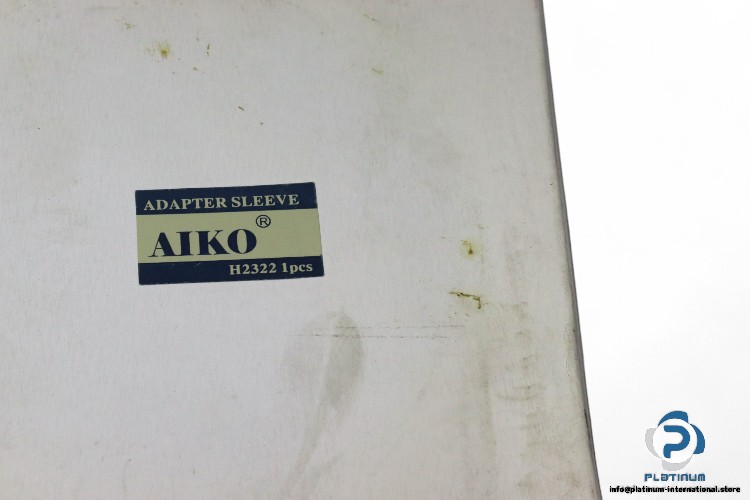 ADAPTER SLEEVE
AIKO®
H2322 1pcs
PLATINUM
info@platinum-international.store